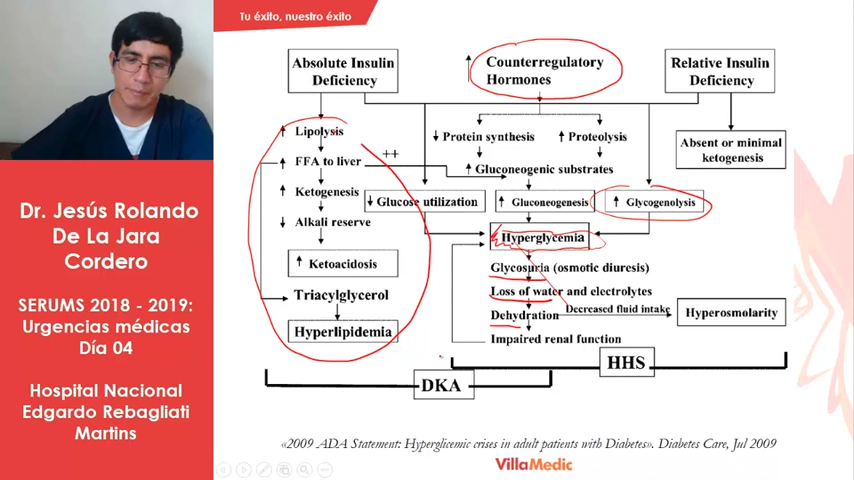 Tu éxito, nuestro éxito
Dr. Jesús Rolando
De La Jara
Cordero
SERUMS 2018 - 2019:
Urgencias médicas
Día 04
Hospital Nacional
Edgardo Rebagliati
Martins
Absolute Insulin
Deficiency
↑ Counterregulatory
Hormones
Relative Insulin
Deficiency
↑ Lipolysis
↑ FFA to liver
↑ Ketogenesis
↓ Alkali reserve
↑ Ketoacidosis
Triacylglycerol
Hyperlipidemia
++
↓ Protein synthesis
↑ Proteolysis
↑ Gluconeogenic substrates
Absent or minimal
ketogenesis
↓ Glucose utilization
↑ Gluconeogenesis
↑ Glycogenolysis
Hyperglycemia
Glycosuria (osmotic diuresis)
Loss of water and electrolytes
Decreased fluid intake
Dehydration
Hyperosmolarity
Impaired renal function
DKA
HHS
«2009 ADA Statement: Hyperglicemic crises in adult patients with Diabetes». Diabetes Care, Jul 2009
VillaMedic